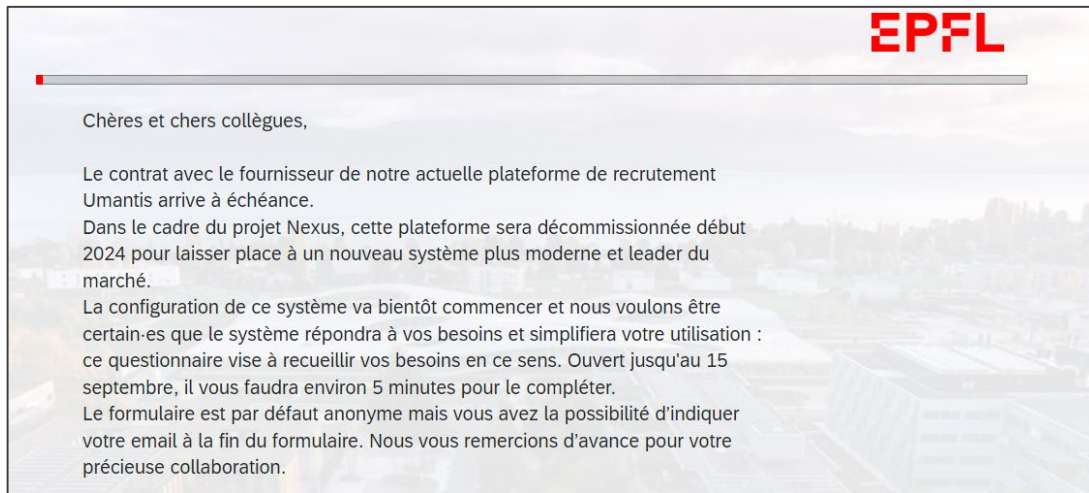 EPFL
Chères et chers collègues,
Le contrat avec le fournisseur de notre actuelle plateforme de recrutement
Umantis arrive à échéance.
Dans le cadre du projet Nexus, cette plateforme sera décommissionnée début
2024 pour laisser place à un nouveau système plus moderne et leader du
marché.
La configuration de ce système va bientôt commencer et nous voulons être
certain·es que le système répondra à vos besoins et simplifiera votre utilisation :
ce questionnaire vise à recueillir vos besoins en ce sens. Ouvert jusqu'au 15
septembre, il vous faudra environ 5 minutes pour le compléter.
Le formulaire est par défaut anonyme mais vous avez la possibilité d’indiquer
votre email à la fin du formulaire. Nous vous remercions d’avance pour votre
précieuse collaboration.